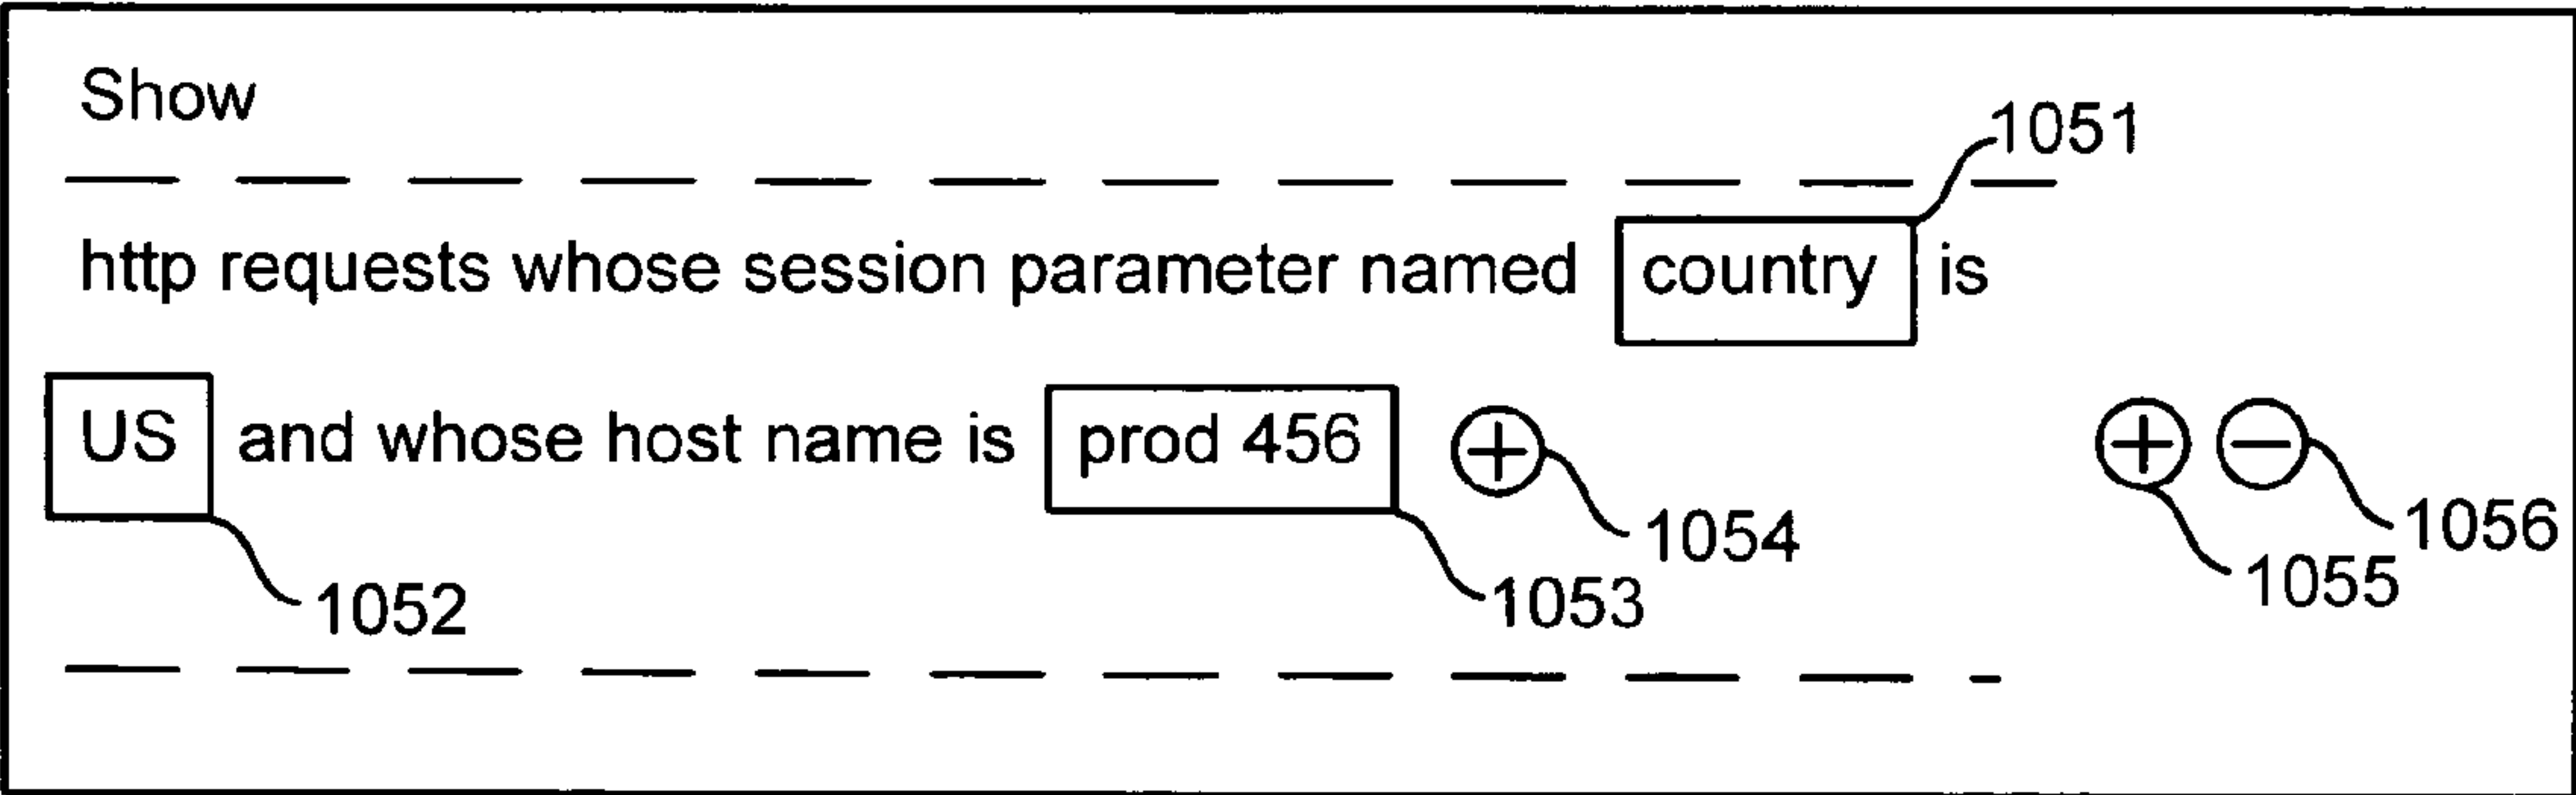 Show
1051
http requests whose session parameter named country is
US and whose host name is prod 456
1054
1056
1055
1053
1052